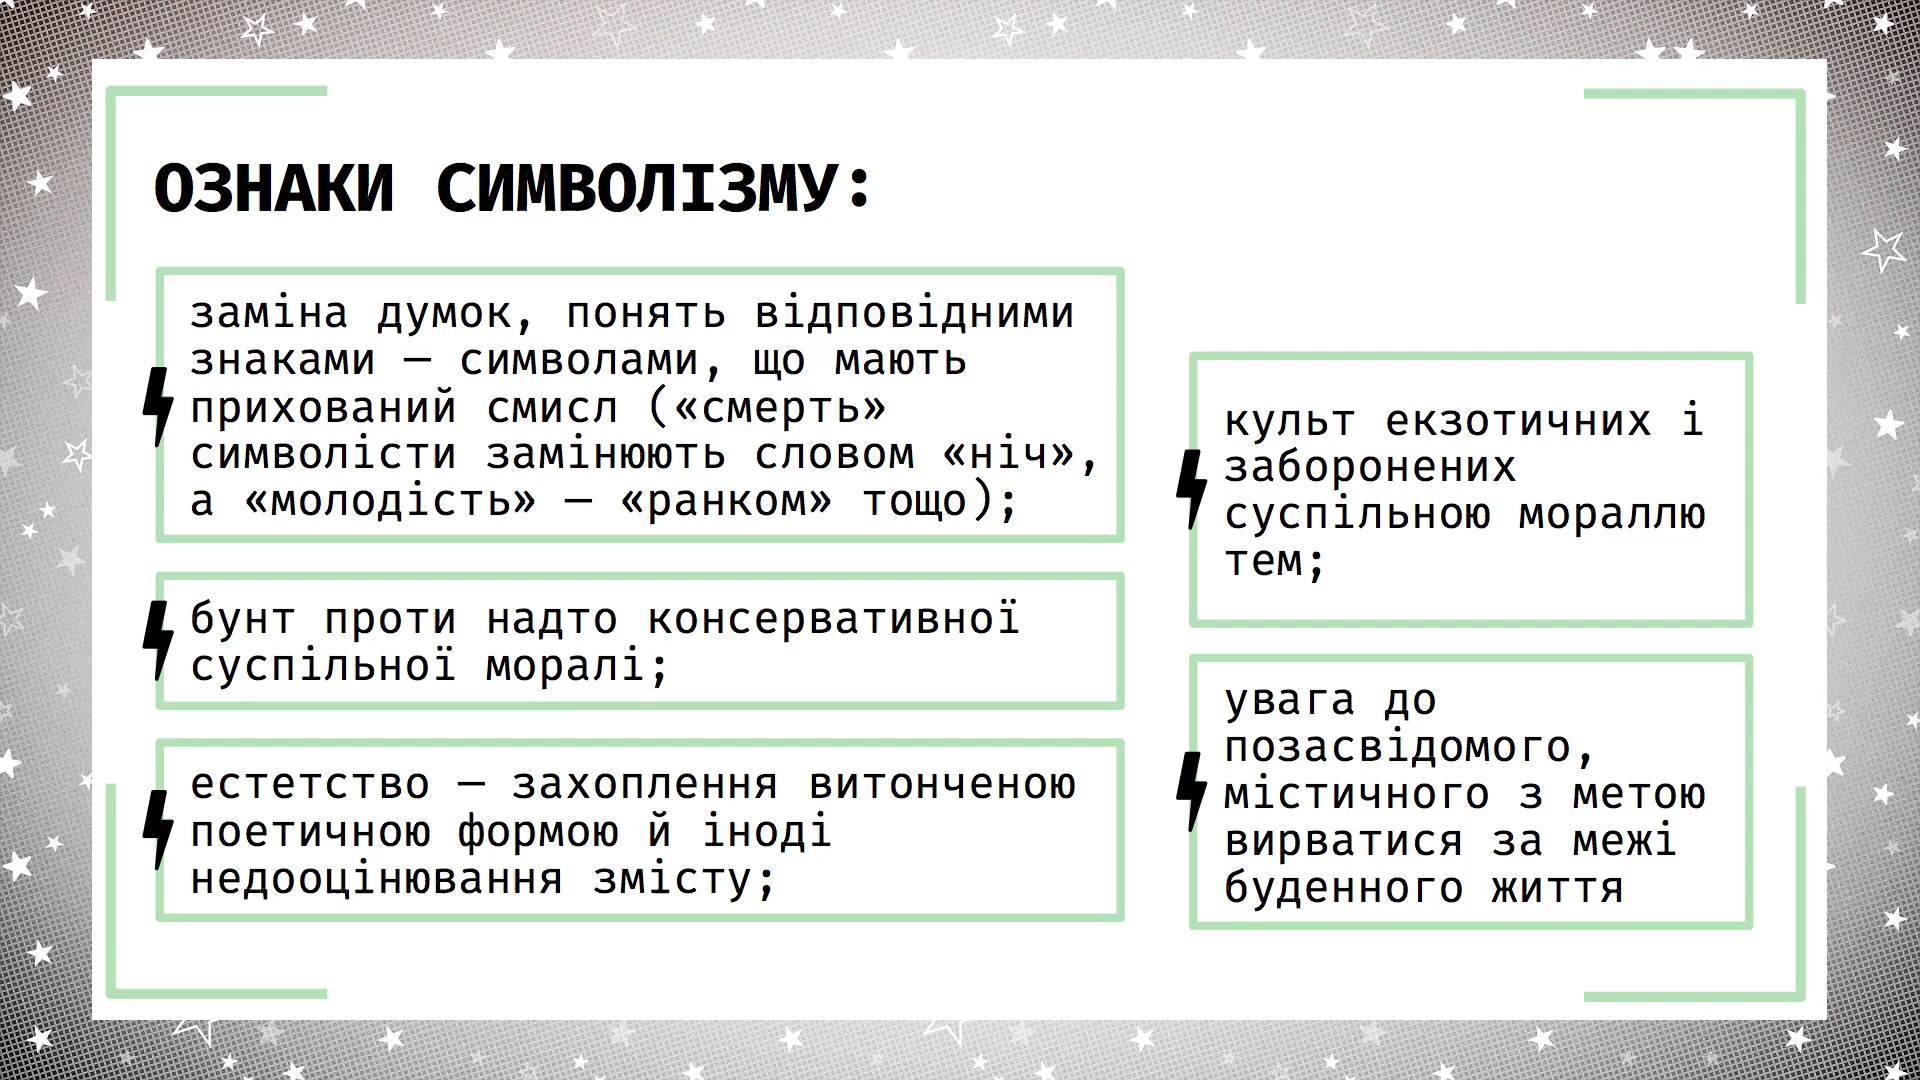 ОЗНАКИ СИМВОЛІЗМУ:
заміна думок, понять відповідними
знаками – символами, що мають
прихований смисл («смерть»
символісти замінюють словом «ніч»,
а «молодість» – «ранком» тощо);
бунт проти надто консервативної
суспільної моралі;
естетство – захоплення витонченою
поетичною формою й іноді
недооцінювання змісту;
культ екзотичних і
заборонених
суспільною мораллю
тем;
увага до
позасвідомого,
містичного з метою
вирватися за межі
буденного життя